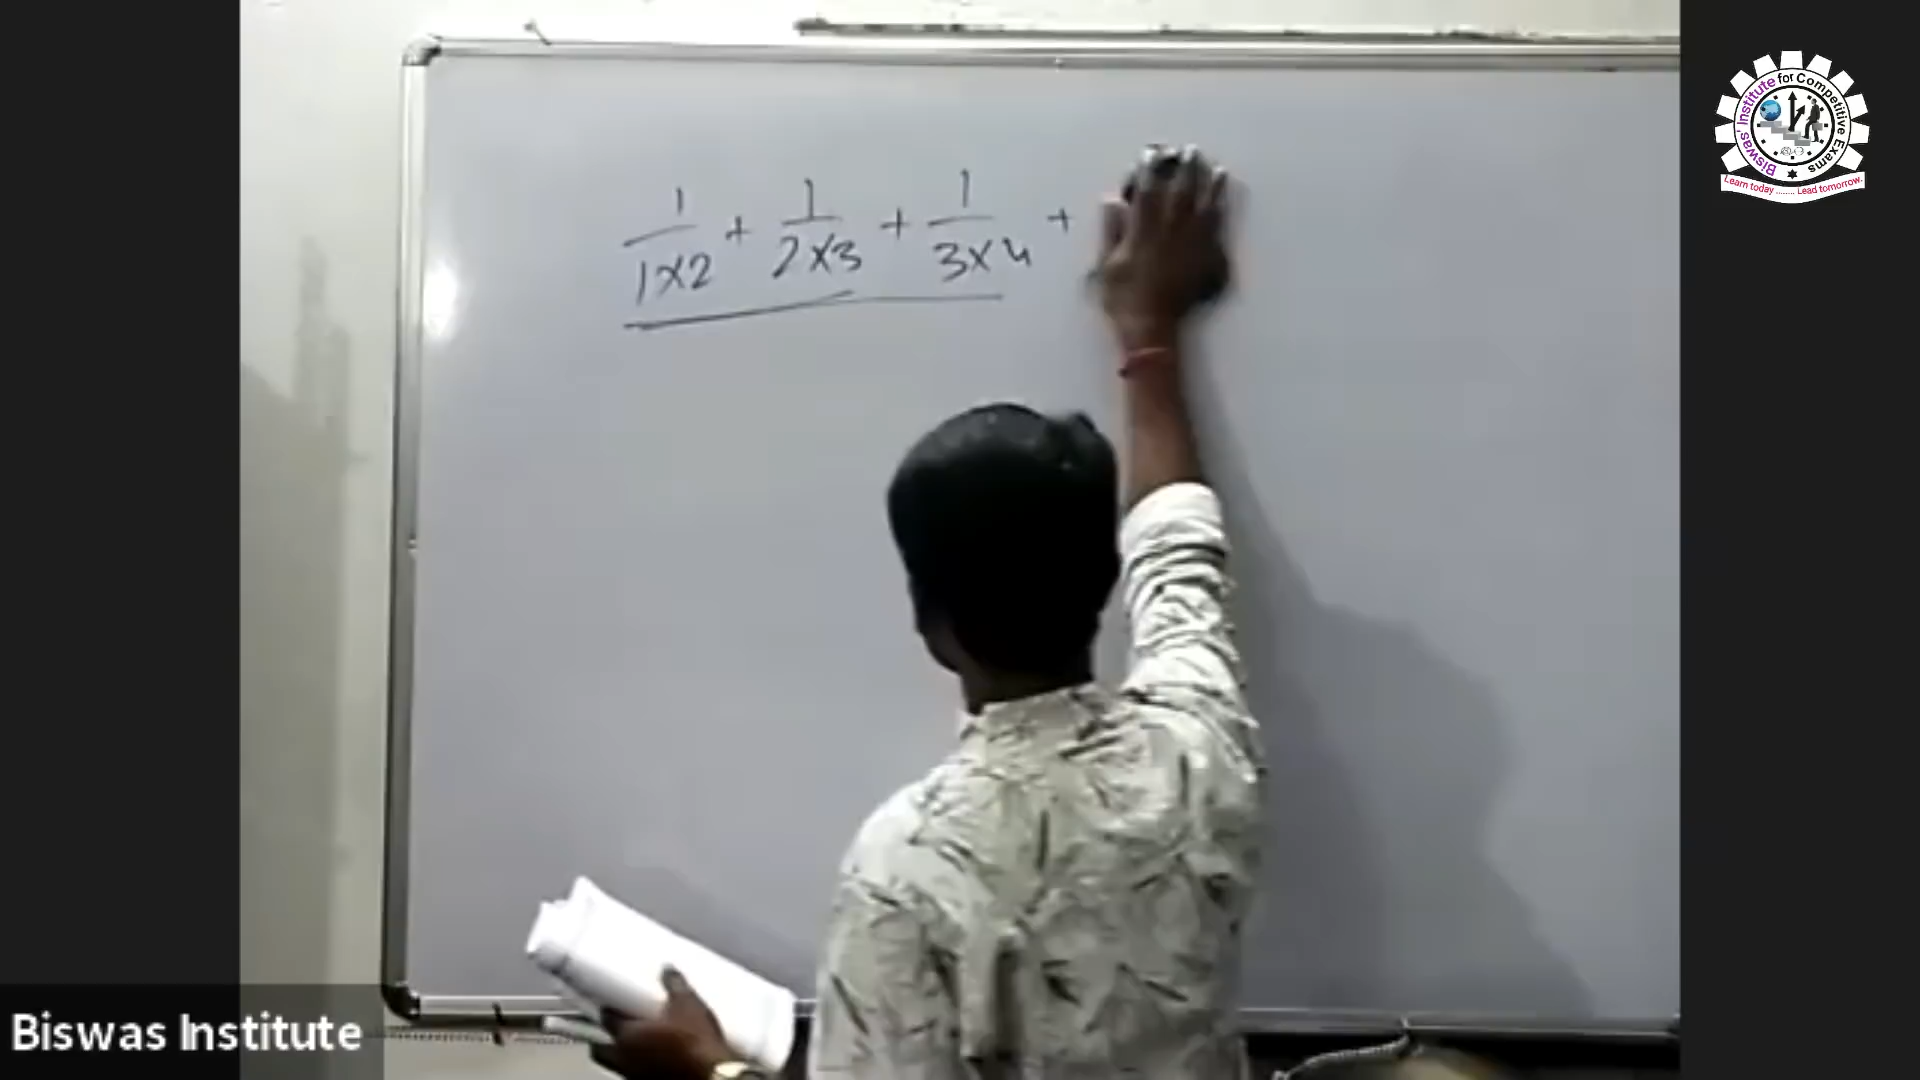 1/1×2 + 1/2×3 + 1/3×4 +
Biswas' Institute for Competitive Exams
Learn today ........ Lead tomorrow.
Biswas Institute